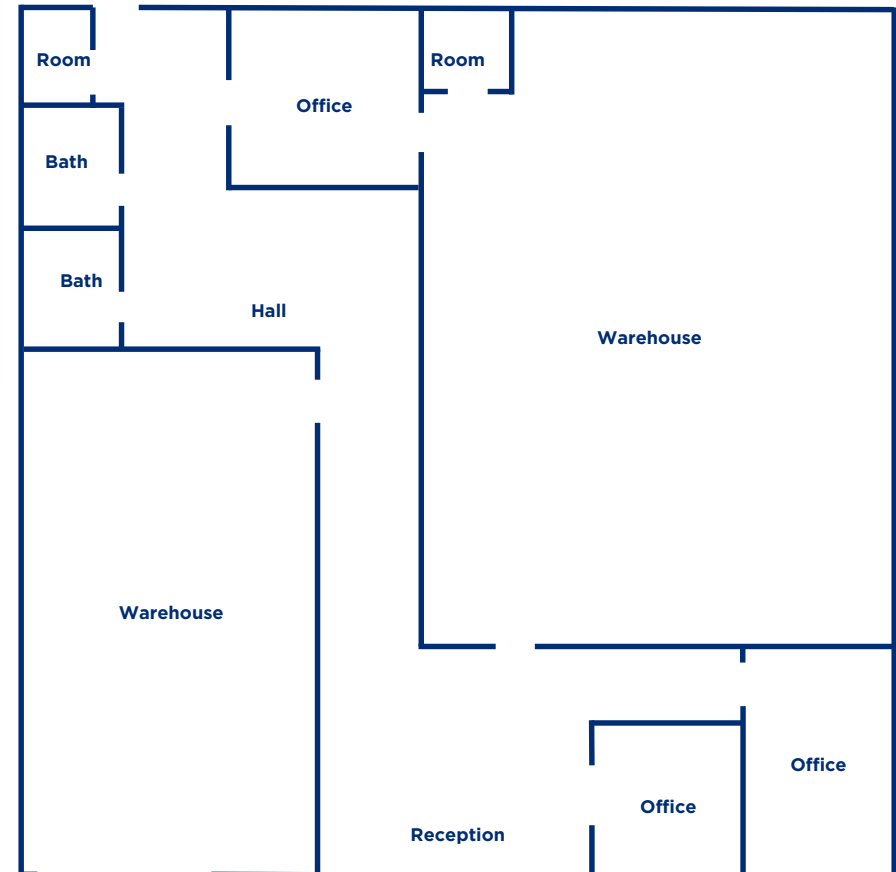 Room
Room
Office
Bath
Bath
Hall
Warehouse
Warehouse
Office
Office
Reception